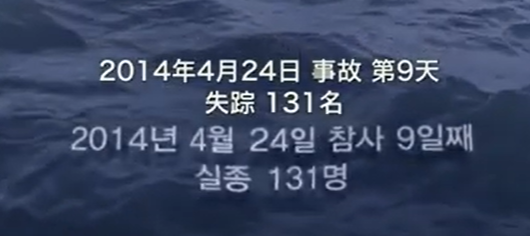 2014年4月24日 事故 第9天
失踪 131名
2014년 4월 24일 참사 9일째
실종 131명